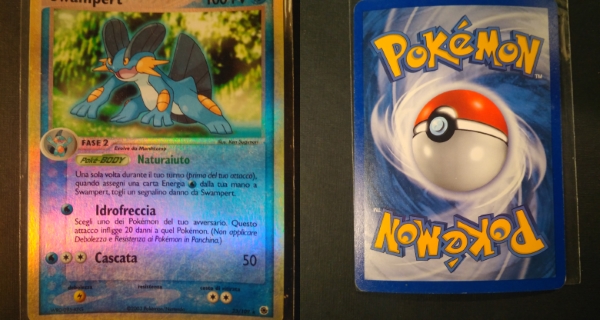 Swampert
FASE 2
Poké-BODY Naturaiuto
Una sola volta durante il tuo turno (prima del tuo attacco),
quando assegni una carta Energia dalla tua mano a
Swampert, togli un segnalino danno da Swampert.
Idrofreccia
Scegli uno dei Pokémon del tuo avversario. Questo
attacco infligge 20 danni a quel Pokémon. (Non applicare
Debolezza e Resistenza ai Pokémon in Panchina.)
Cascata 50
POKéMON
TM
POKéMON